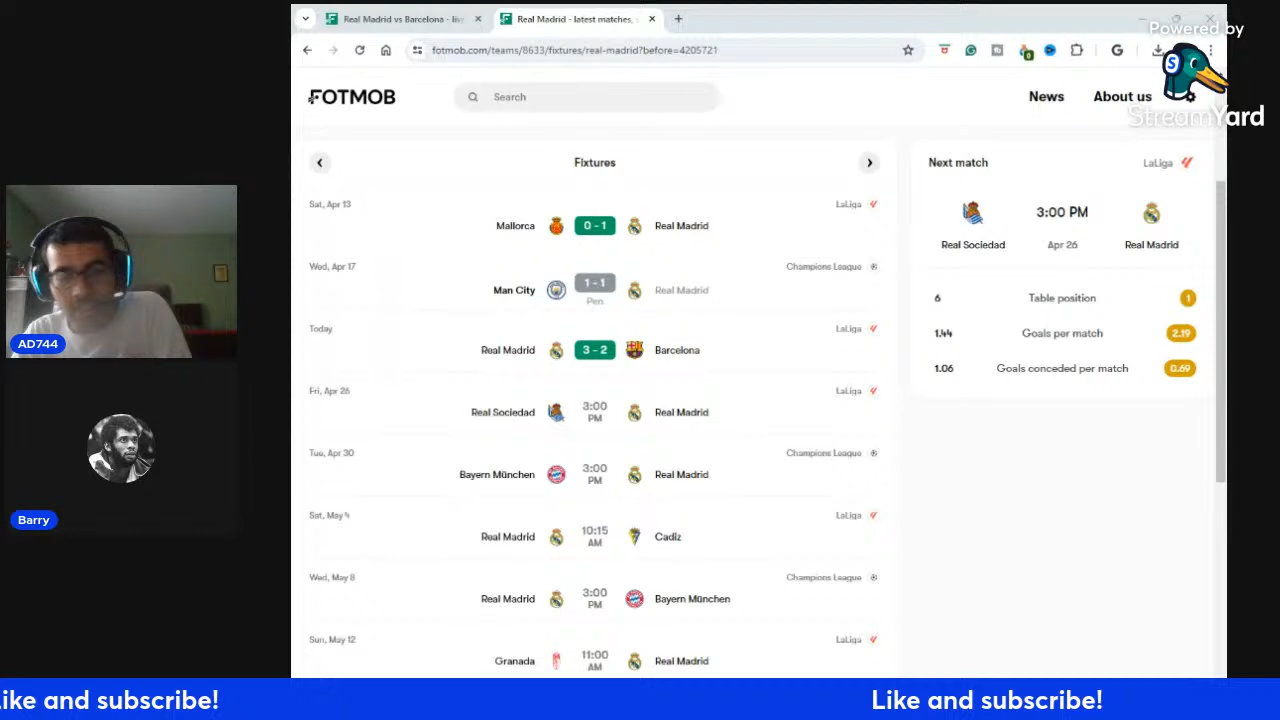 Real Madrid vs Barcelona - live
Real Madrid - latest matches, s
fotmob.com/teams/8633/fixtures/real-madrid?before=4205721
Powered by
StreamYard
FOTMOB
Search
News
About us
Fixtures
Sat, Apr 13
LaLiga
Mallorca 0 - 1 Real Madrid
Wed, Apr 17
Champions League
Man City 1 - 1 Real Madrid
Pen.
Today
LaLiga
Real Madrid 3 - 2 Barcelona
Fri, Apr 26
LaLiga
Real Sociedad 3:00 PM Real Madrid
Tue, Apr 30
Champions League
Bayern München 3:00 PM Real Madrid
Sat, May 4
LaLiga
Real Madrid 10:15 AM Cadiz
Wed, May 8
Champions League
Real Madrid 3:00 PM Bayern München
Sun, May 12
LaLiga
Granada 11:00 AM Real Madrid
Next match
LaLiga
3:00 PM
Real Sociedad Apr 26 Real Madrid
6 Table position 1
1.44 Goals per match 2.19
1.06 Goals conceded per match 0.69
AD744
Barry
Like and subscribe!
Like and subscribe!